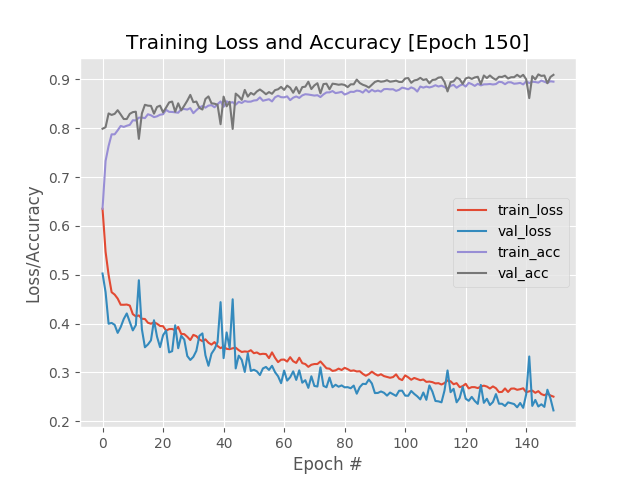 Training Loss and Accuracy [Epoch 150]
0.9
0.8
0.7
0.6
0.5
0.4
0.3
0.2
Loss/Accuracy
train_loss
val_loss
train_acc
val_acc
0 20 40 60 80 100 120 140
Epoch #